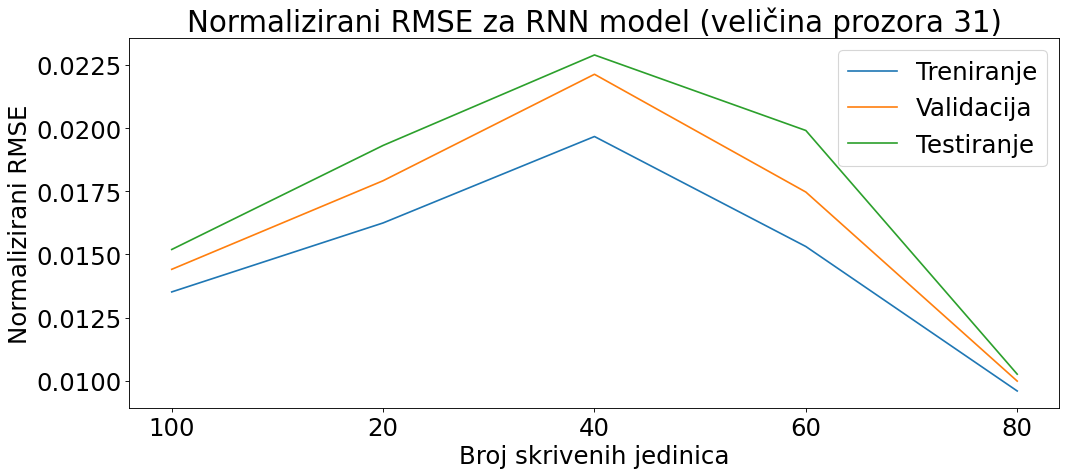 Normalizirani RMSE za RNN model (veličina prozora 31)
Treniranje
Validacija
Testiranje
Normalizirani RMSE
0.0225
0.0200
0.0175
0.0150
0.0125
0.0100
100 20 40 60 80
Broj skrivenih jedinica